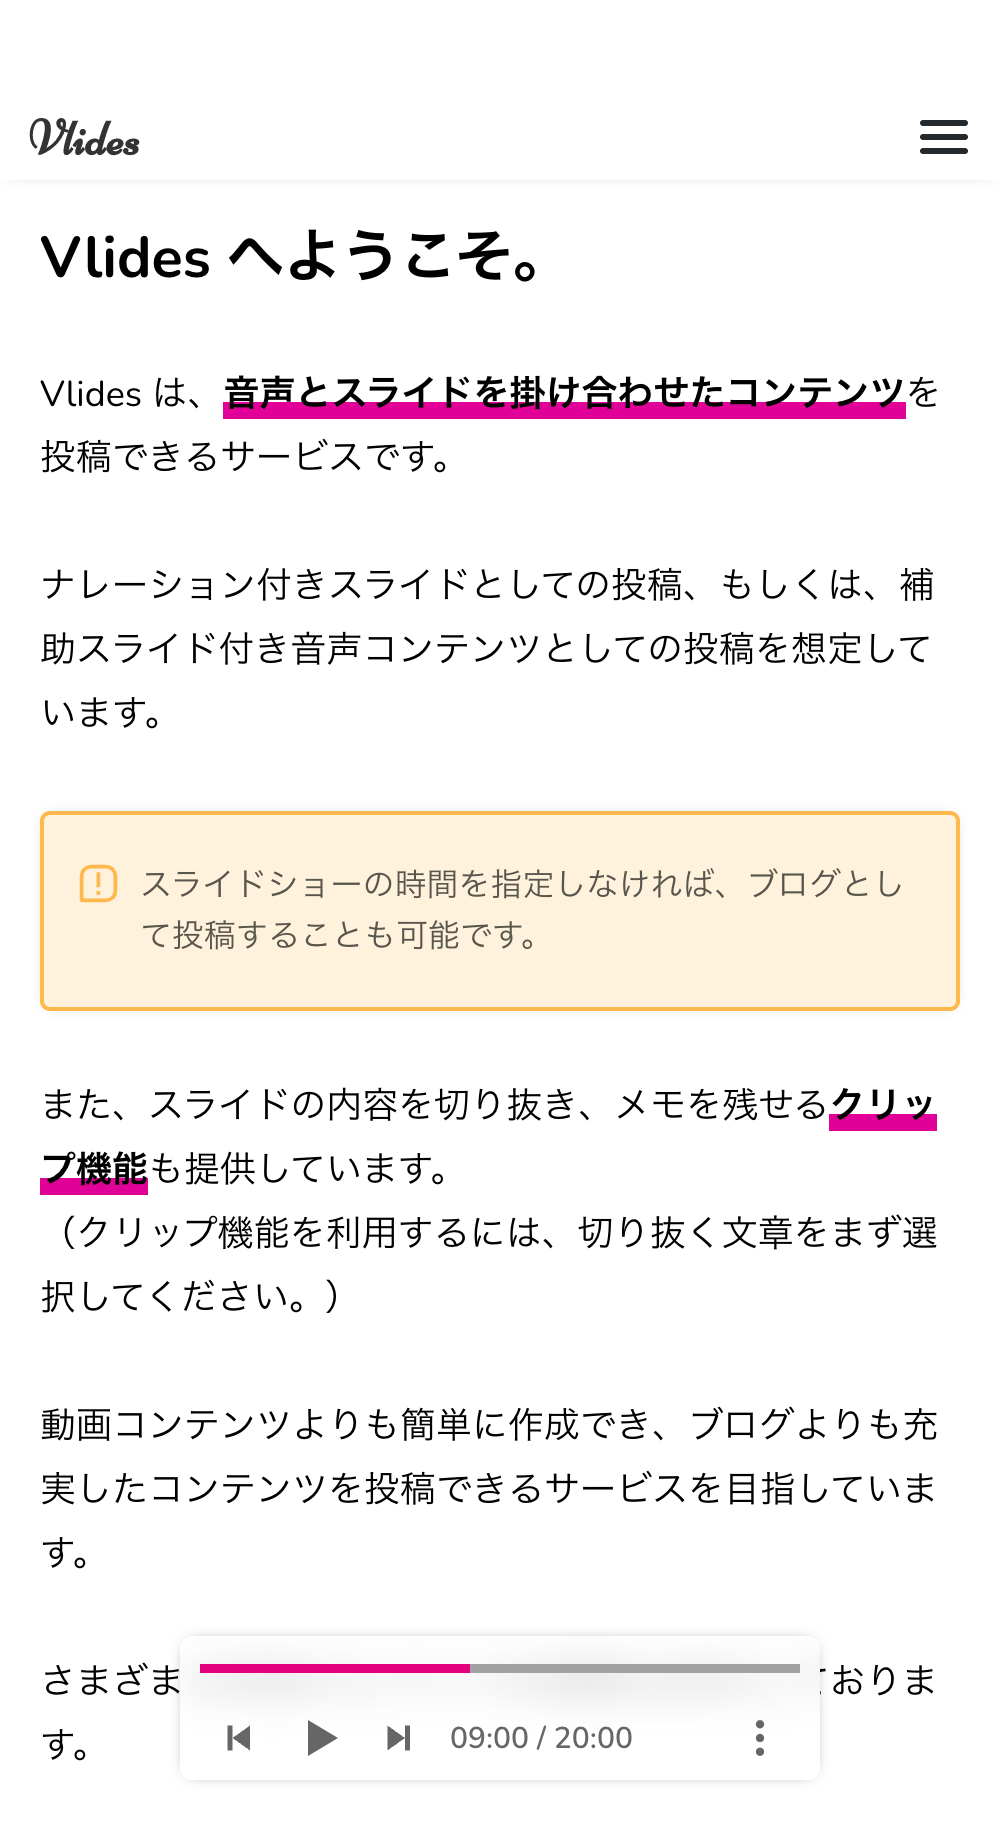 Vlides
Vlides へようこそ。
Vlides は、音声とスライドを掛け合わせたコンテンツを
投稿できるサービスです。
ナレーション付きスライドとしての投稿、もしくは、補
助スライド付き音声コンテンツとしての投稿を想定して
います。
スライドショーの時間を指定しなければ、ブログとし
て投稿することも可能です。
また、スライドの内容を切り抜き、メモを残せるクリッ
プ機能も提供しています。
（クリップ機能を利用するには、切り抜く文章をまず選
択してください。）
動画コンテンツよりも簡単に作成でき、ブログよりも充
実したコンテンツを投稿できるサービスを目指していま
す。
さまざま ておりま
す。
09:00 / 20:00